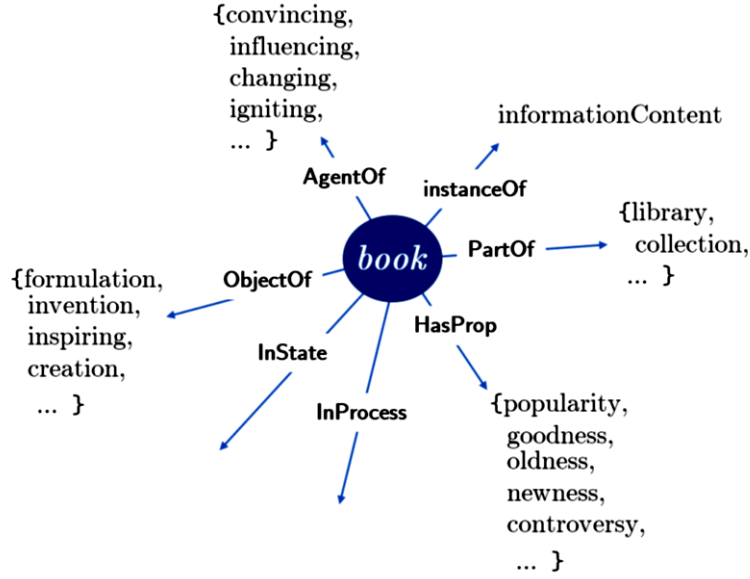 {convincing,
influencing,
changing,
igniting,
... }
AgentOf
informationContent
instanceOf
{library,
collection,
... }
PartOf
book
ObjectOf
{formulation,
invention,
inspiring,
creation,
... }
HasProp
InState
InProcess
{popularity,
goodness,
oldness,
newness,
controversy,
... }